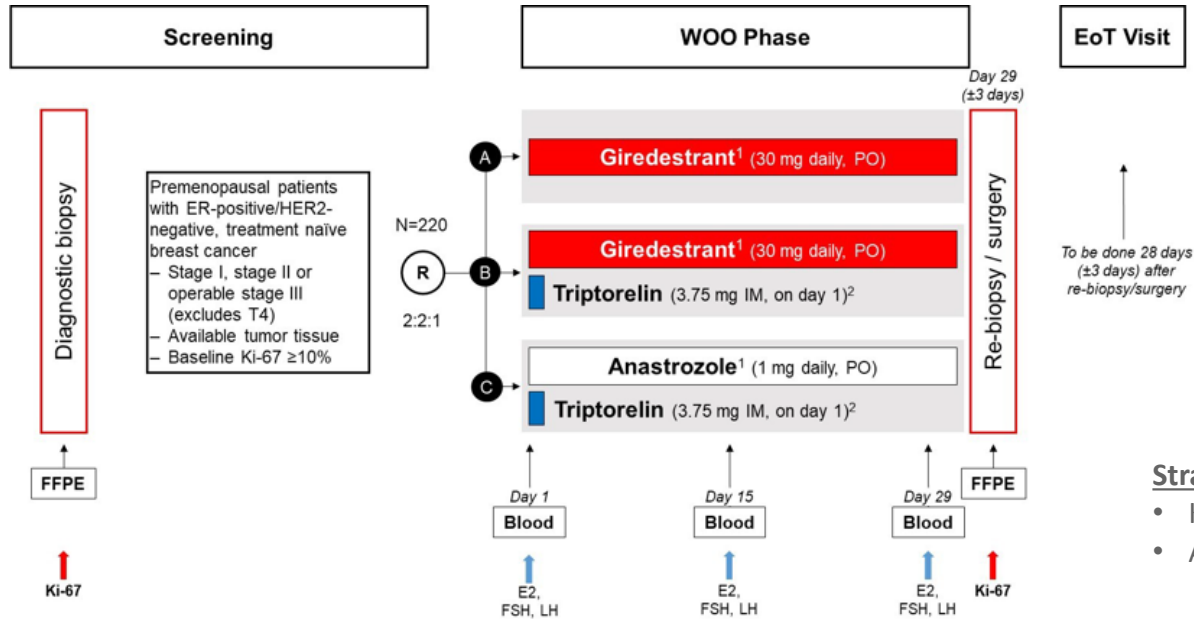 Screening
WOO Phase
EoT Visit
Day 29
(±3 days)
Diagnostic biopsy
Premenopausal patients
with ER-positive/HER2-
negative, treatment naïve
breast cancer
– Stage I, stage II or
operable stage III
(excludes T4)
– Available tumor tissue
– Baseline Ki-67 ≥10%
N=220
R
2:2:1
A
Giredestrant¹ (30 mg daily, PO)
B
Giredestrant¹ (30 mg daily, PO)
Triptorelin (3.75 mg IM, on day 1)²
C
Anastrozole¹ (1 mg daily, PO)
Triptorelin (3.75 mg IM, on day 1)²
Re-biopsy / surgery
To be done 28 days
(±3 days) after
re-biopsy/surgery
FFPE
Ki-67
Day 1
Blood
E2,
FSH, LH
Day 15
Blood
E2,
FSH, LH
Day 29
Blood
E2,
FSH, LH
FFPE
Ki-67